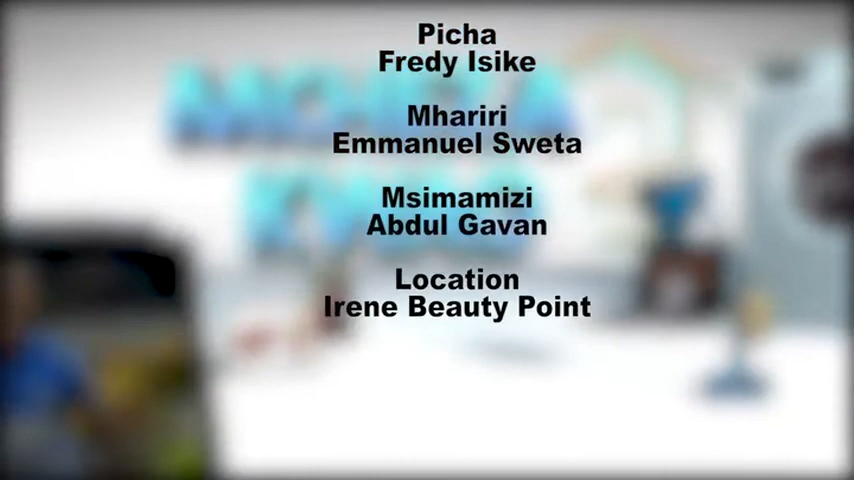 Picha
Fredy Isike
Mhariri
Emmanuel Sweta
Msimamizi
Abdul Gavan
Location
Irene Beauty Point